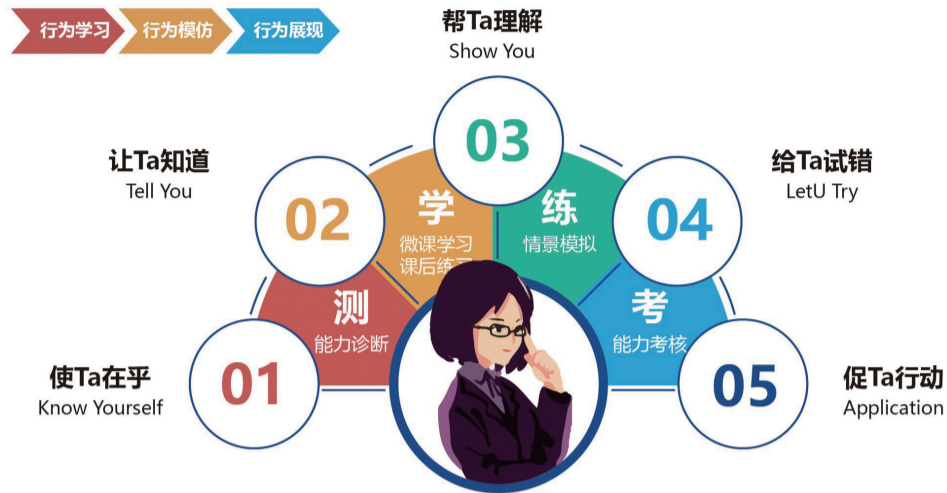 行为学习
行为模仿
行为展现
帮Ta理解
Show You
03
让Ta知道
Tell You
02
学
微课学习
课后练习
练
情景模拟
给Ta试错
LetU Try
04
测
能力诊断
考
能力考核
使Ta在乎
Know Yourself
01
05
促Ta行动
Application